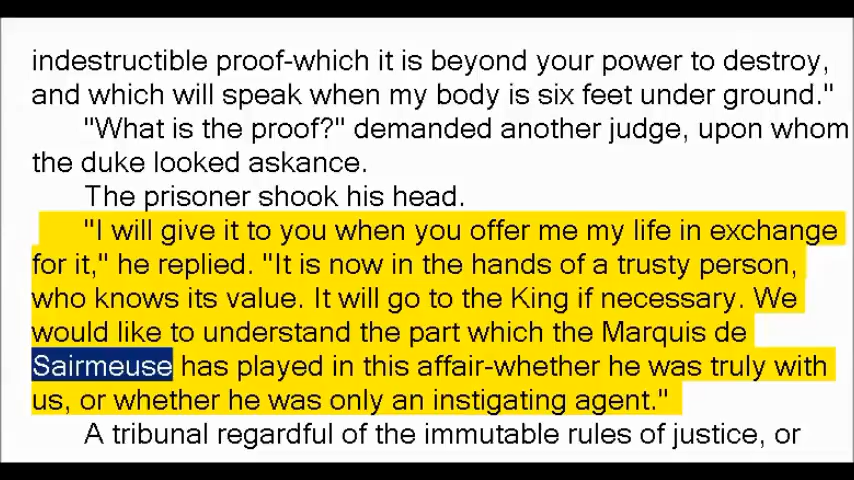 indestructible proof-which it is beyond your power to destroy,
and which will speak when my body is six feet under ground."
"What is the proof?" demanded another judge, upon whom
the duke looked askance.
The prisoner shook his head.
"I will give it to you when you offer me my life in exchange
for it," he replied. "It is now in the hands of a trusty person,
who knows its value. It will go to the King if necessary. We
would like to understand the part which the Marquis de
Sairmeuse has played in this affair-whether he was truly with
us, or whether he was only an instigating agent."
A tribunal regardful of the immutable rules of justice, or